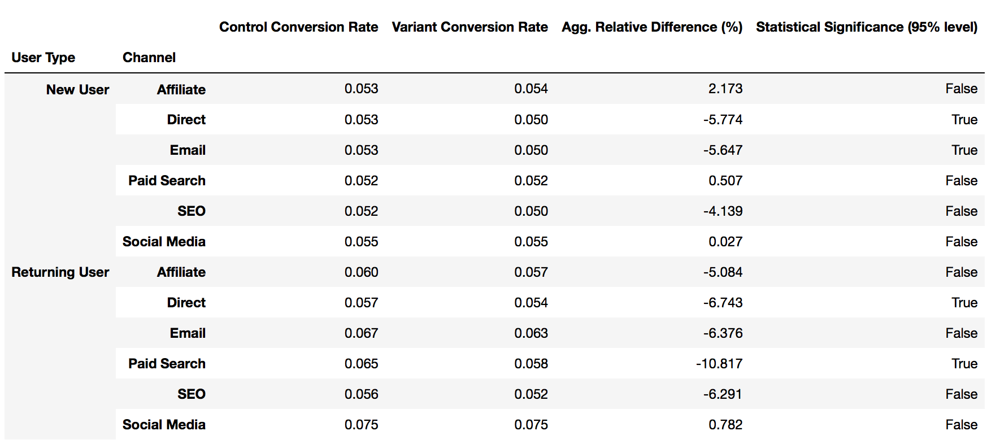 Control Conversion Rate Variant Conversion Rate Agg. Relative Difference (%) Statistical Significance (95% level)
User Type Channel
New User Affiliate 0.053 0.054 2.173 False
Direct 0.053 0.050 -5.774 True
Email 0.053 0.050 -5.647 True
Paid Search 0.052 0.052 0.507 False
SEO 0.052 0.050 -4.139 False
Social Media 0.055 0.055 0.027 False
Returning User Affiliate 0.060 0.057 -5.084 False
Direct 0.057 0.054 -6.743 True
Email 0.067 0.063 -6.376 False
Paid Search 0.065 0.058 -10.817 True
SEO 0.056 0.052 -6.291 False
Social Media 0.075 0.075 0.782 False